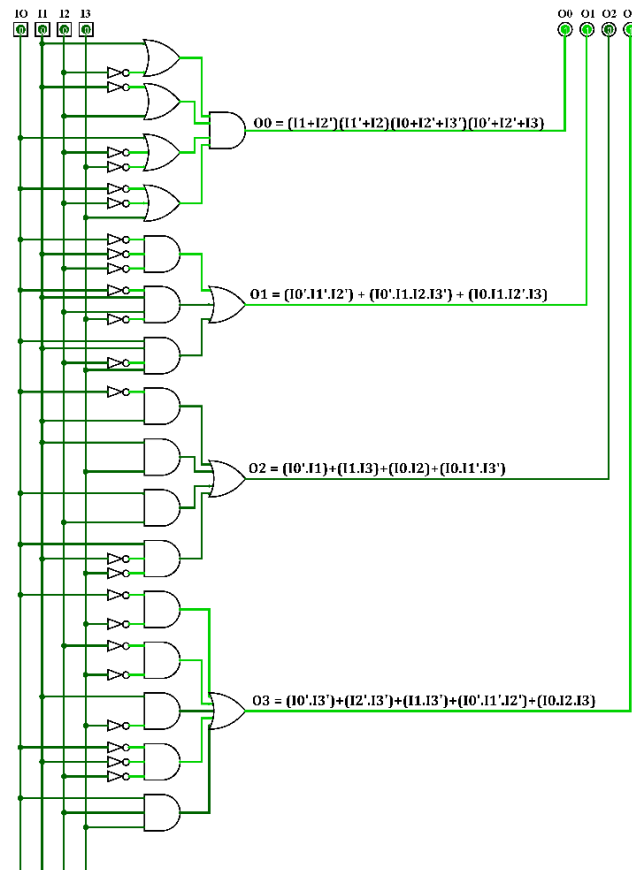 I0 I1 I2 I3 O0 O1 O2 O
O0 = (I1+I2')(I1'+I2)(I0+I2'+I3')(I0'+I2'+I3)
O1 = (I0'.I1'.I2') + (I0'.I1.I2.I3') + (I0.I1.I2'.I3)
O2 = (I0'.I1)+(I1.I3)+(I0.I2)+(I0.I1'.I3')
O3 = (I0'.I3')+(I2'.I3')+(I1.I3')+(I0'.I1'.I2')+(I0.I2.I3)